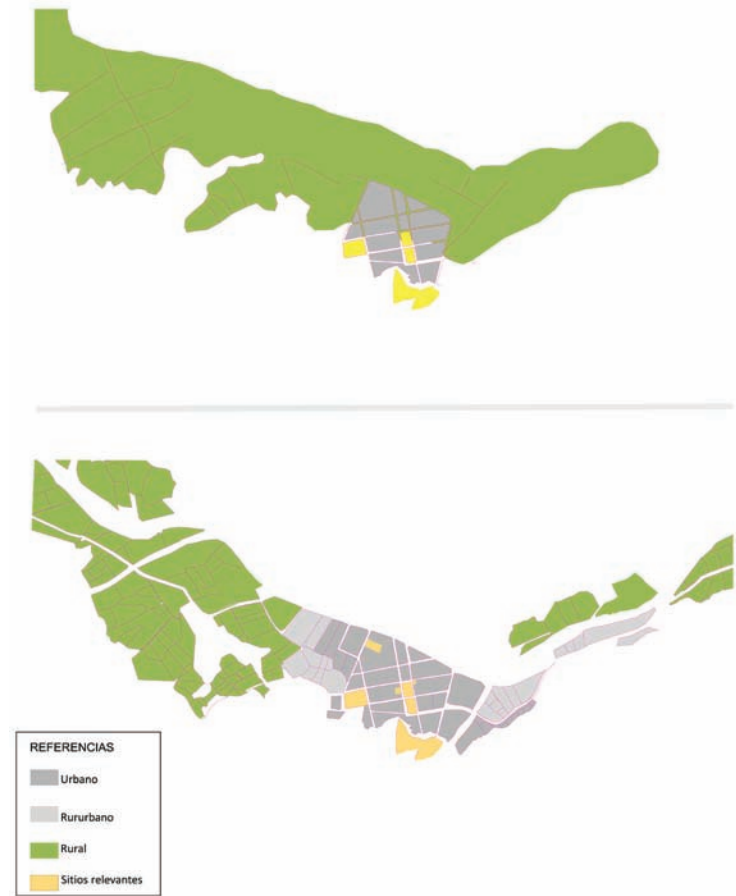 REFERENCIAS
Urbano
Rururbano
Rural
Sitios relevantes